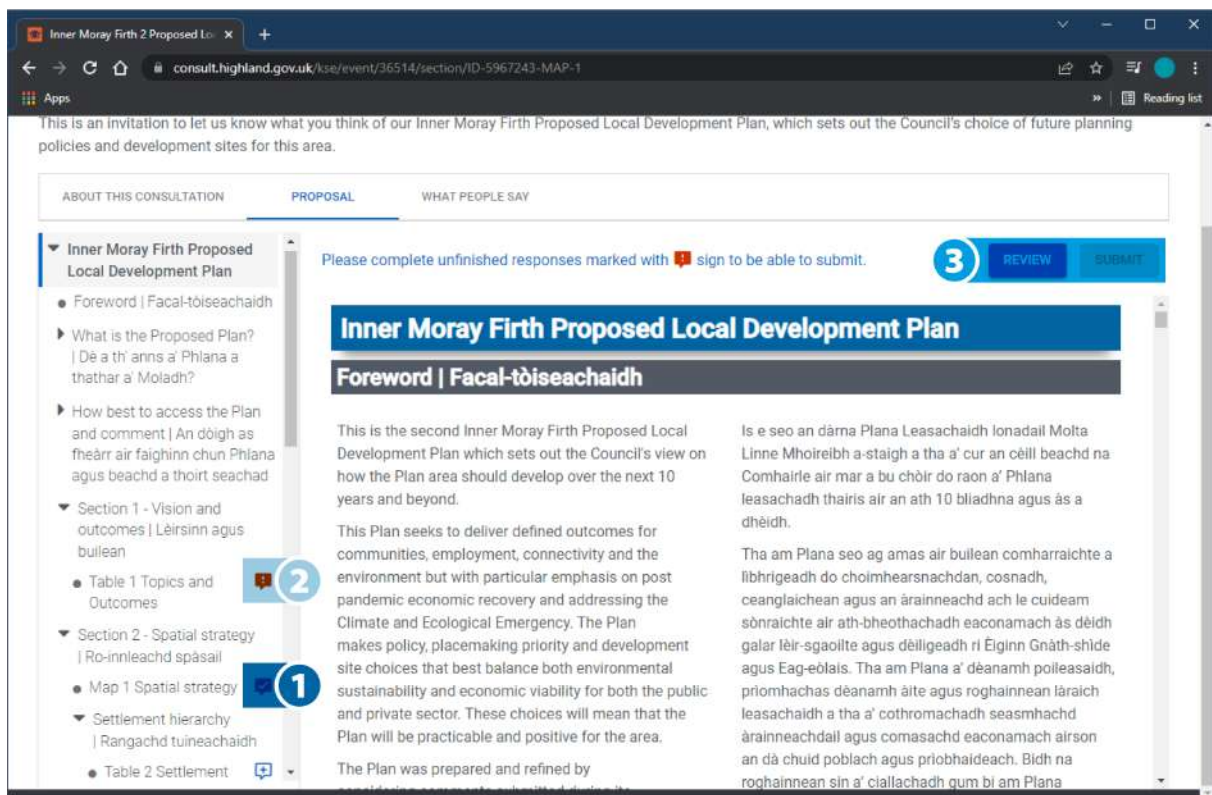 Inner Moray Firth 2 Proposed Lo
consult.highland.gov.uk/kse/event/36514/section/ID-5967243-MAP-1
Apps
» Reading list
This is an invitation to let us know what you think of our Inner Moray Firth Proposed Local Development Plan, which sets out the Council's choice of future planning
policies and development sites for this area.
ABOUT THIS CONSULTATION PROPOSAL WHAT PEOPLE SAY
Inner Moray Firth Proposed
Local Development Plan
Foreword | Facal-tòiseachaidh
What is the Proposed Plan?
| Dè a th' anns a' Phlana a
thathar a' Moladh?
How best to access the Plan
and comment | An dòigh as
fheàrr air faighinn chun Phlana
agus beachd a thoirt seachad
Section 1 - Vision and
outcomes | Lèirsinn agus
builean
Table 1 Topics and
Outcomes
2
Section 2 - Spatial strategy
| Ro-innleachd spàsail
Map 1 Spatial strategy
1
Settlement hierarchy
| Rangachd tuineachaidh
Table 2 Settlement
Please complete unfinished responses marked with ! sign to be able to submit.
3 REVIEW SUBMIT
Inner Moray Firth Proposed Local Development Plan
Foreword | Facal-tòiseachaidh
This is the second Inner Moray Firth Proposed Local
Development Plan which sets out the Council's view on
how the Plan area should develop over the next 10
years and beyond.
This Plan seeks to deliver defined outcomes for
communities, employment, connectivity and the
environment but with particular emphasis on post
pandemic economic recovery and addressing the
Climate and Ecological Emergency. The Plan
makes policy, placemaking priority and development
site choices that best balance both environmental
sustainability and economic viability for both the public
and private sector. These choices will mean that the
Plan will be practicable and positive for the area.
The Plan was prepared and refined by
Is e seo an dàrna Plana Leasachaidh Ionadail Molta
Linne Mhoireibh a-staigh a tha a' cur an cèill beachd na
Comhairle air mar a bu chòir do raon a' Phlana
leasachadh thairis air an ath 10 bliadhna agus às a
dhèidh.
Tha am Plana seo ag amas air builean comharraichte a
lìbhrigeadh do choimhearsnachdan, cosnadh,
ceanglaichean agus an àrainneachd ach le cuideam
sònraichte air ath-bheothachadh eaconamach às dèidh
galar lèir-sgaoilte agus dèiligeadh ri Èiginn Gnàth-shìde
agus Eag-eòlais. Tha am Plana a' dèanamh poileasaidh,
prìomhachas dèanamh àite agus roghainnean làraich
leasachaidh a tha a' cothromachadh seasmhachd
àrainneachdail agus comasachd eaconamach airson
an dà chuid poblach agus prìobhaideach. Bidh na
roghainnean sin a' ciallachadh gum bi am Plana